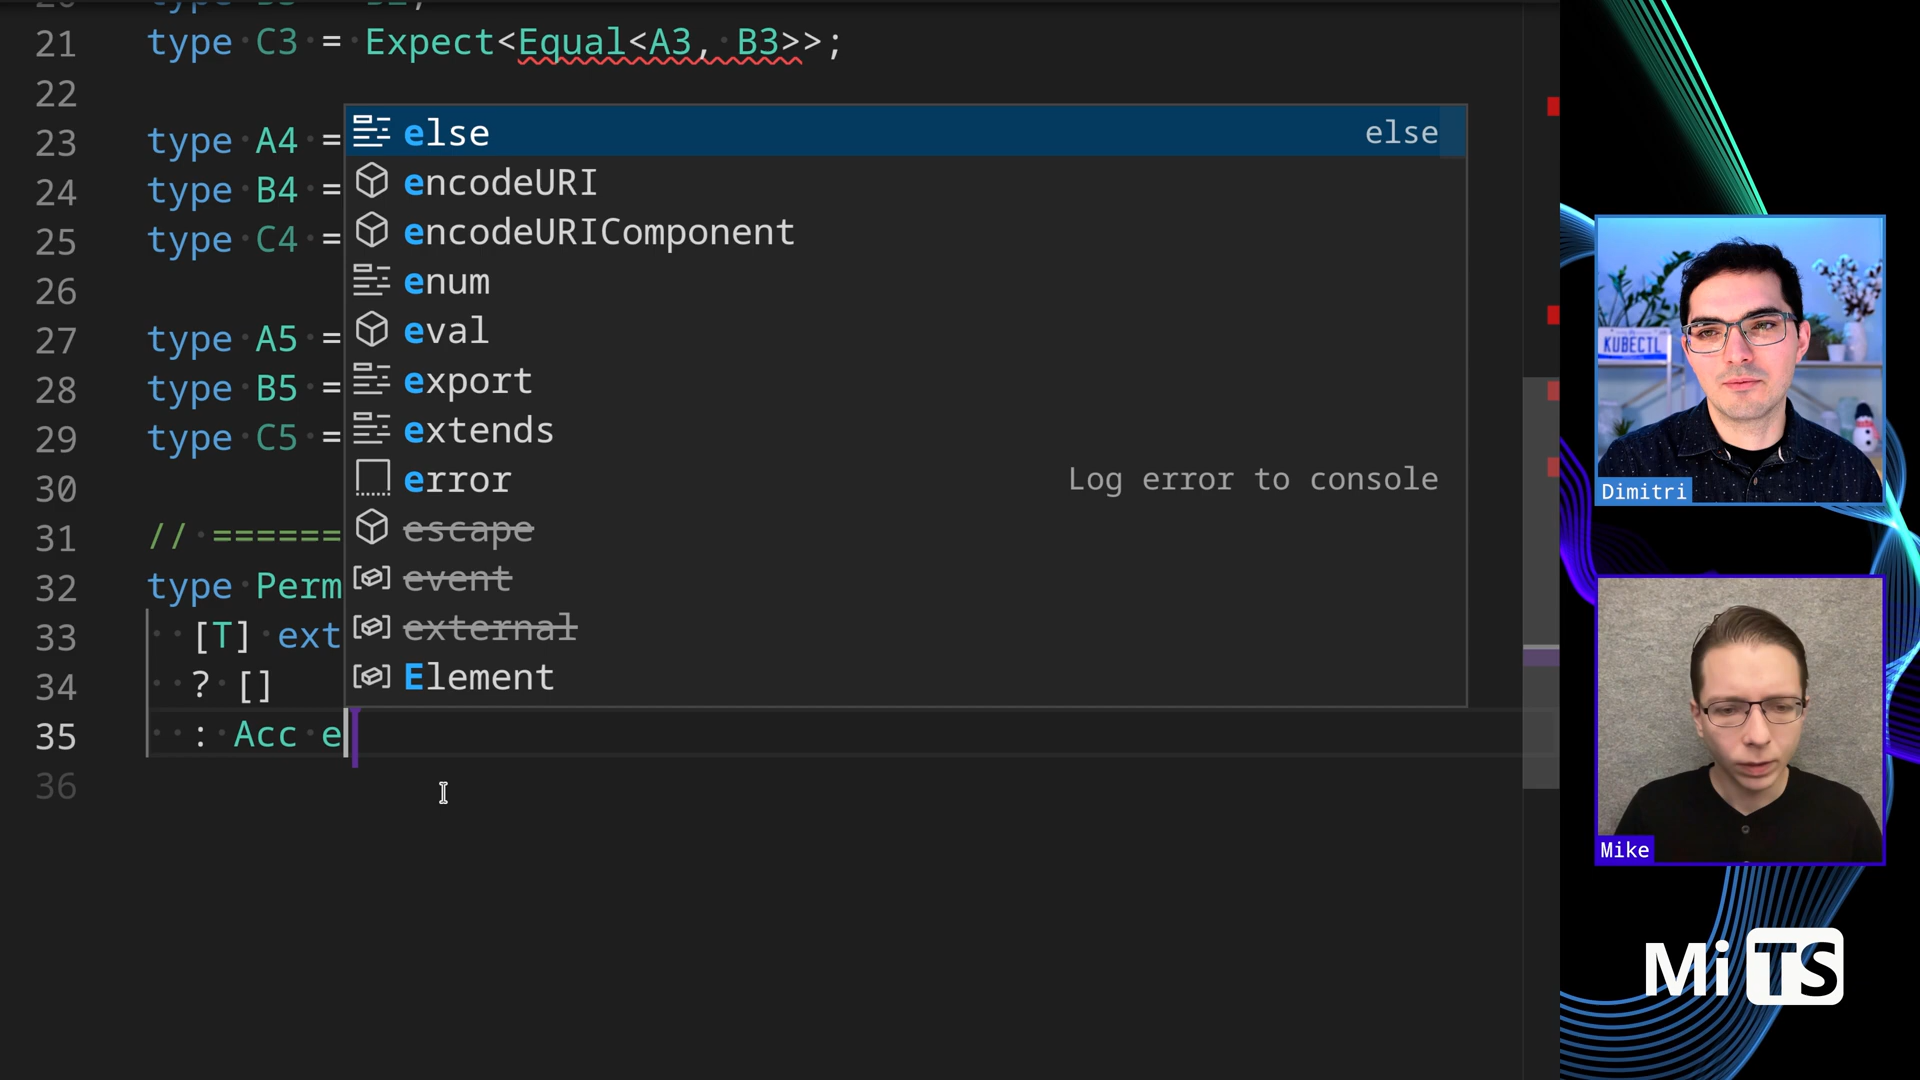 21 type C3 = Expect<Equal<A3, B3>>;
22
23 type A4 =
24 type B4 =
25 type C4 =
26
27 type A5 =
28 type B5 =
29 type C5 =
30
31 // ======
32 type Perm
33 [T] ext
34 ? []
35 : Acc e
36
else else
encodeURI
encodeURIComponent
enum
eval
export
extends
error Log error to console
escape
event
external
Element
KUBECTL
Dimitri
Mike
Mi TS